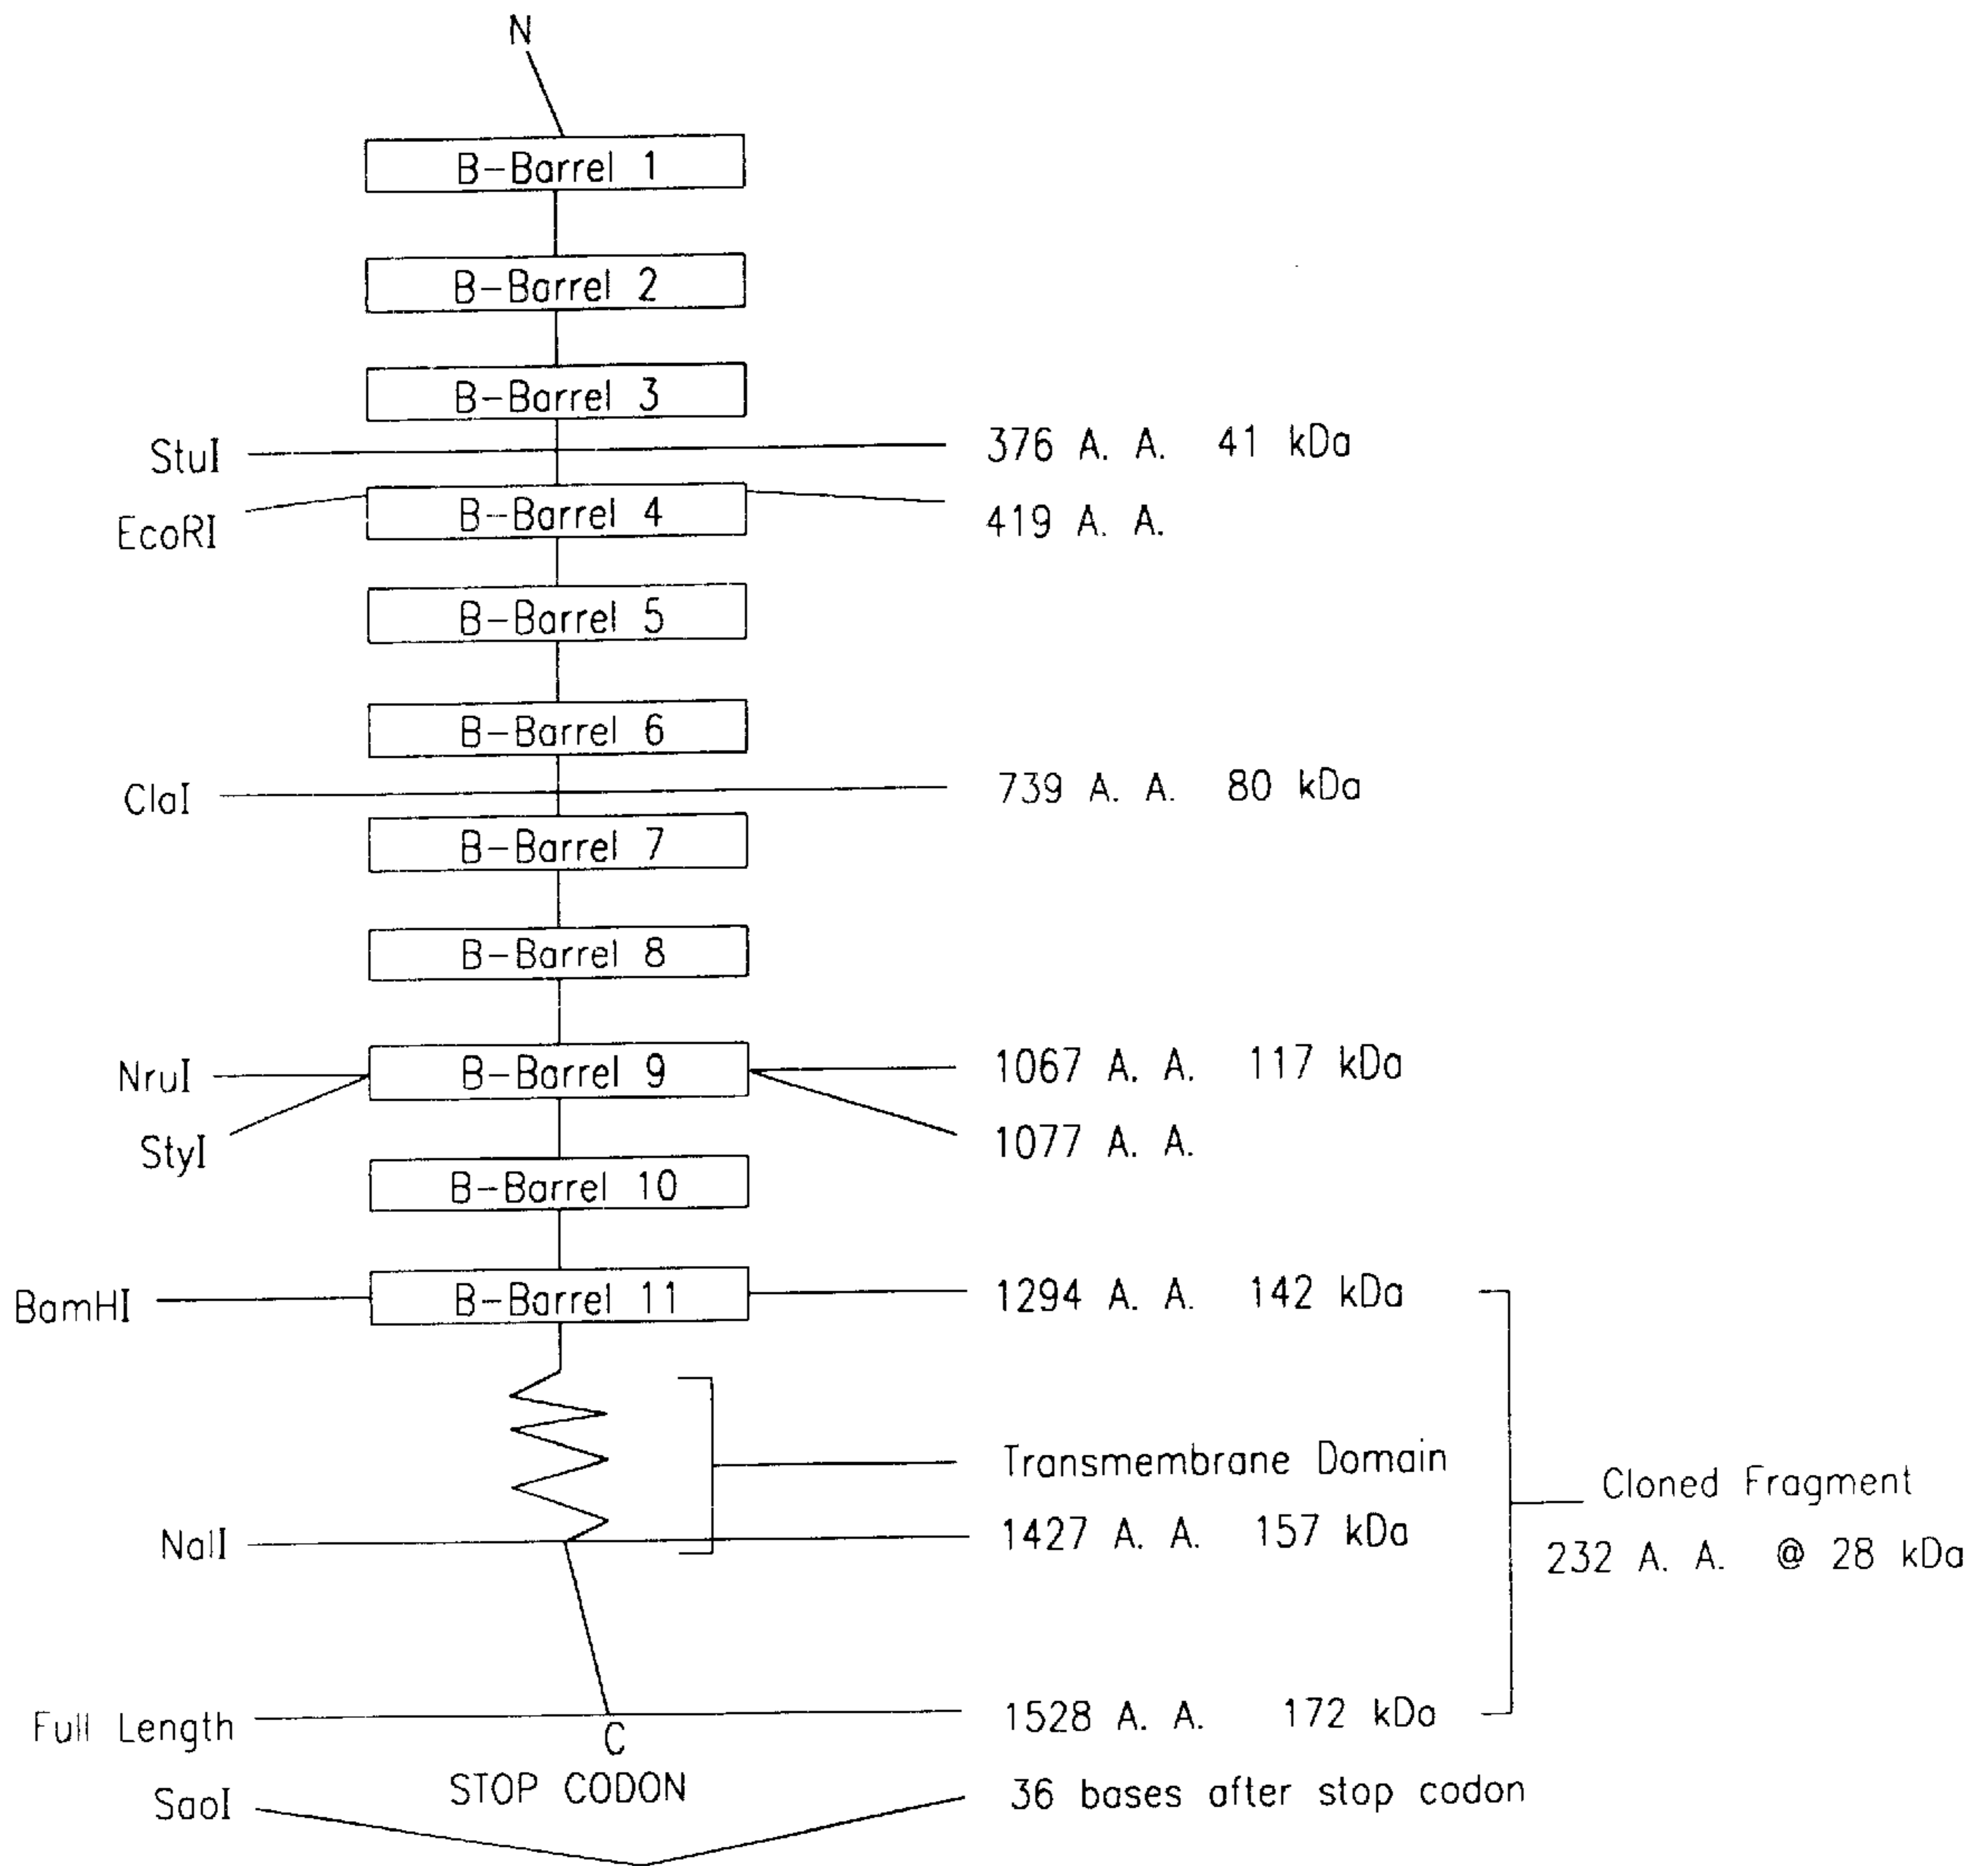 N
B-Barrel 1
B-Barrel 2
B-Barrel 3
StuI
376 A. A. 41 kDa
B-Barrel 4
EcoRI
419 A. A.
B-Barrel 5
B-Barrel 6
ClaI
739 A. A. 80 kDa
B-Barrel 7
B-Barrel 8
NruI
B-Barrel 9
1067 A. A. 117 kDa
StyI
1077 A. A.
B-Barrel 10
BamHI
B-Barrel 11
1294 A. A. 142 kDa
Transmembrane Domain
Cloned Fragment
NalI
1427 A. A. 157 kDa
232 A. A. @ 28 kDa
Full Length
1528 A. A. 172 kDa
C
STOP CODON
SaoI
36 bases after stop codon